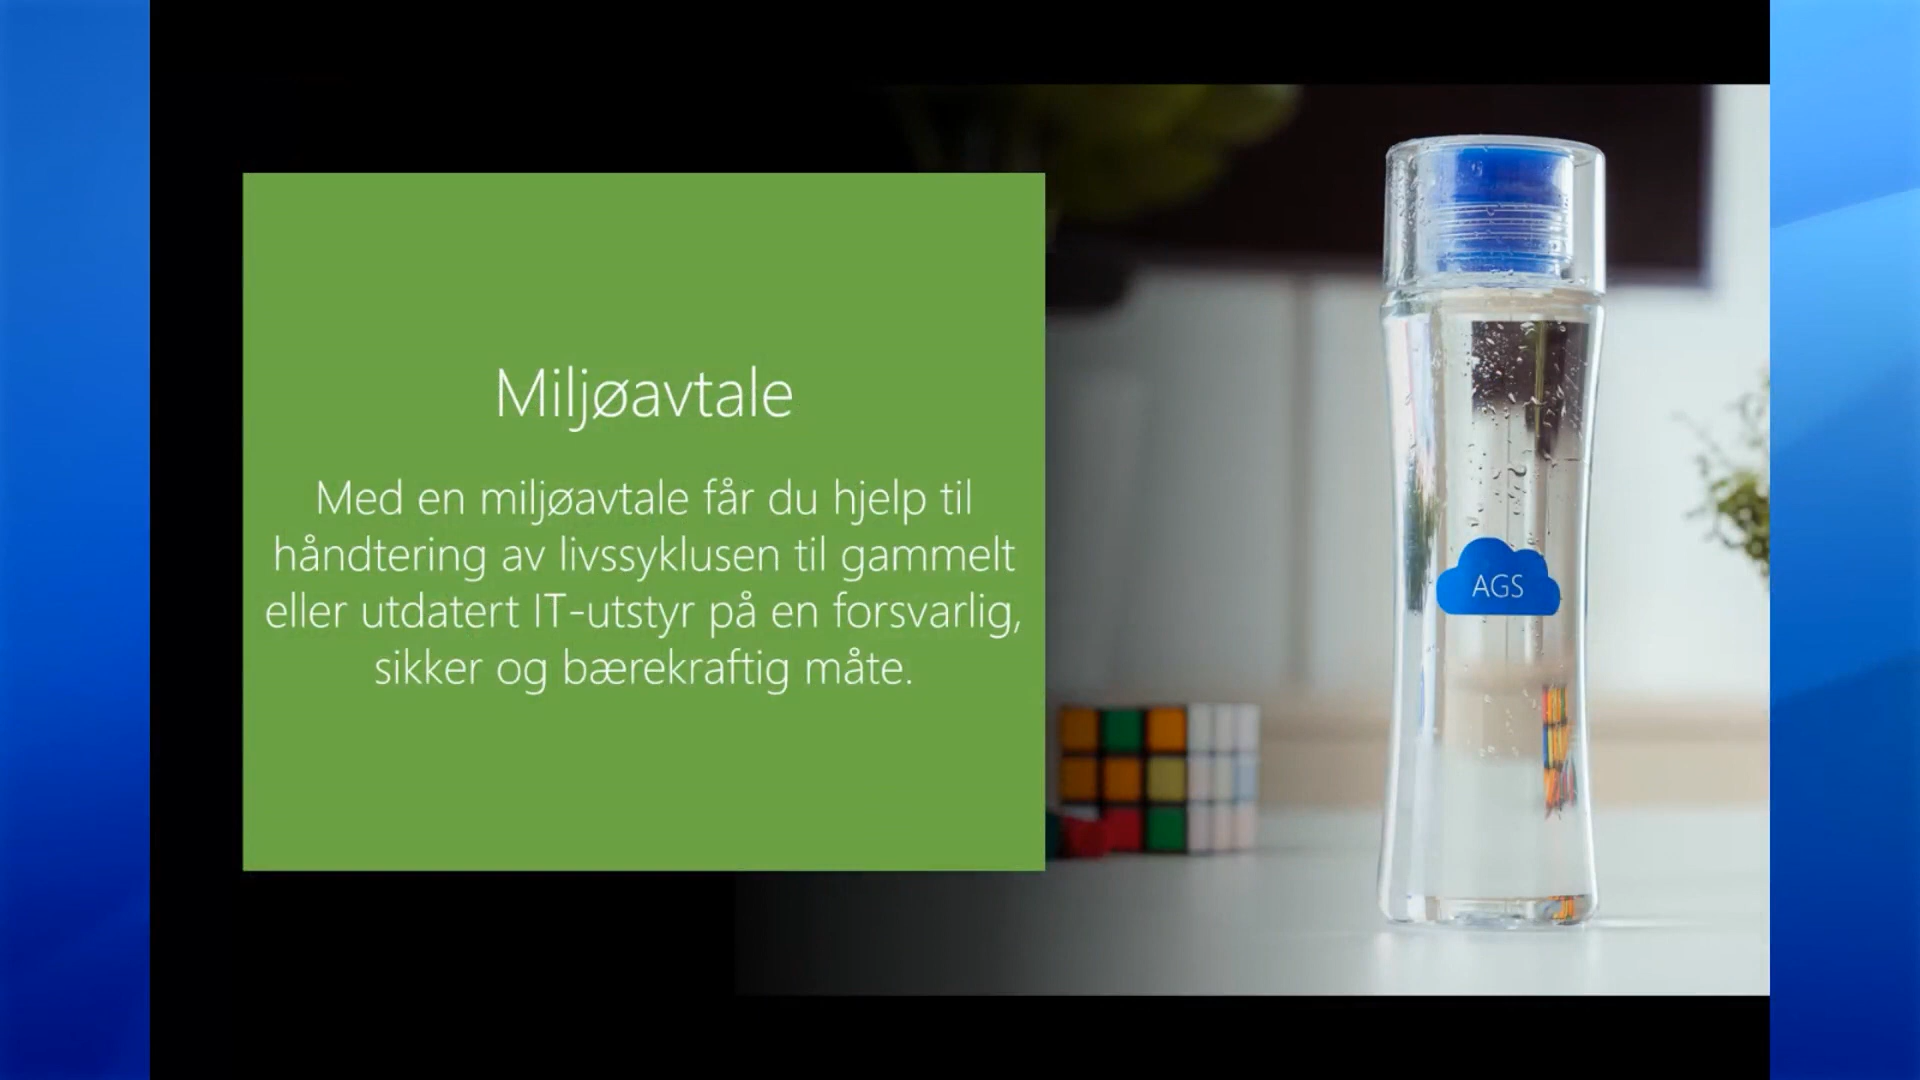 Miljøavtale
Med en miljøavtale får du hjelp til
håndtering av livssyklusen til gammelt
eller utdatert IT-utstyr på en forsvarlig,
sikker og bærekraftig måte.
AGS